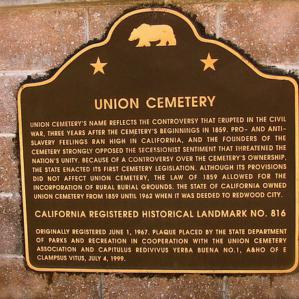 UNION CEMETERY
UNION CEMETERY'S NAME REFLECTS THE CONTROVERSY THAT ERUPTED IN THE CIVIL
WAR, THREE YEARS AFTER THE CEMETERY'S BEGINNINGS IN 1859. PRO- AND ANTI-
SLAVERY FEELINGS RAN HIGH IN CALIFORNIA, AND THE FOUNDERS OF THE
CEMETERY STRONGLY OPPOSED THE SECESSIONIST SENTIMENT THAT THREATENED THE
NATION'S UNITY. BECAUSE OF A CONTROVERSY OVER THE CEMETERY'S OWNERSHIP,
THE STATE ENACTED ITS FIRST CEMETERY LEGISLATION. ALTHOUGH ITS PROVISIONS
DID NOT AFFECT UNION CEMETERY, THE LAW OF 1859 ALLOWED FOR THE
INCORPORATION OF RURAL BURIAL GROUNDS. THE STATE OF CALIFORNIA OWNED
UNION CEMETERY FROM 1859 UNTIL 1962 WHEN IT WAS DEEDED TO REDWOOD CITY.
CALIFORNIA REGISTERED HISTORICAL LANDMARK NO. 816
ORIGINALLY REGISTERED JUNE 1, 1967. PLAQUE PLACED BY THE STATE DEPARTMENT
OF PARKS AND RECREATION IN COOPERATION WITH THE UNION CEMETERY
ASSOCIATION AND CAPITULUS REDIVIVUS YERBA BUENA NO.1, A&HO OF E
CLAMPSUS VITUS, JULY 4, 1999.